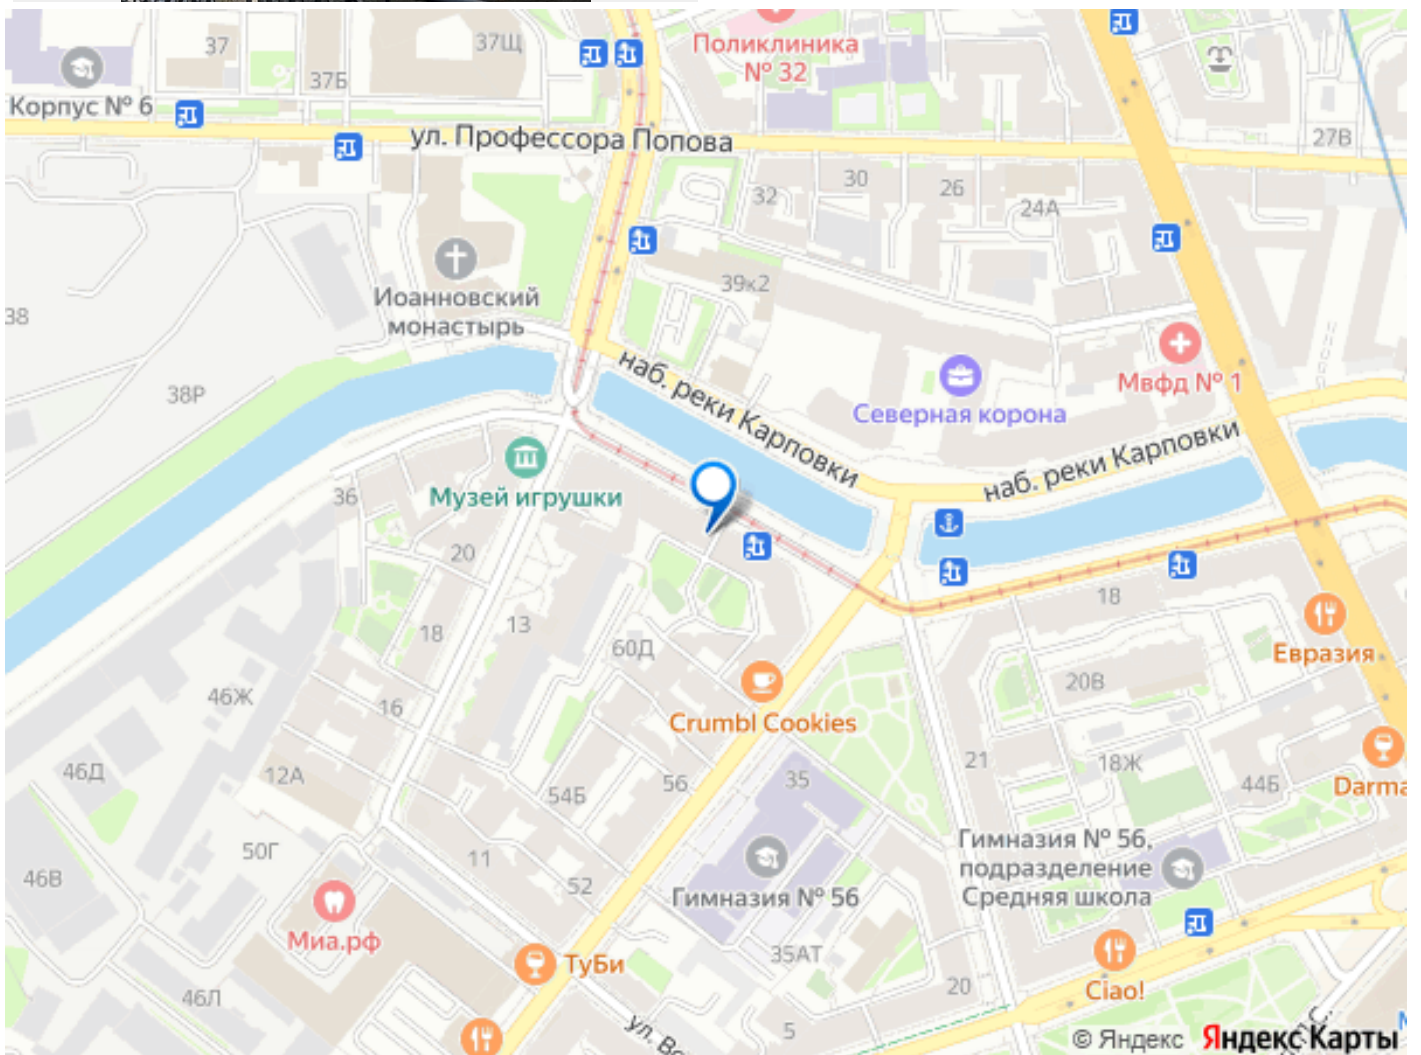 37
37Щ
Поликлиника
№ 32
37Б
Корпус № 6
ул. Профессора Попова
27В
30
26
32
24А
Иоанновский
монастырь
39к2
38
38Р
наб. реки Карповки
Мвфд № 1
Северная корона
наб. реки Карповки
Музей игрушки
36
20
18
13
60Д
18
Евразия
20В
46Ж
16
Crumbl Cookies
46Д
12А
54Б
56
35
21
18Ж
44Б
Darma
50Г
11
52
46В
Гимназия № 56
Гимназия № 56,
подразделение
Средняя школа
Миа.рф
ТуБи
35АТ
46Л
20
Ciao!
5
ул. Во
© Яндекс Яндекс Карты